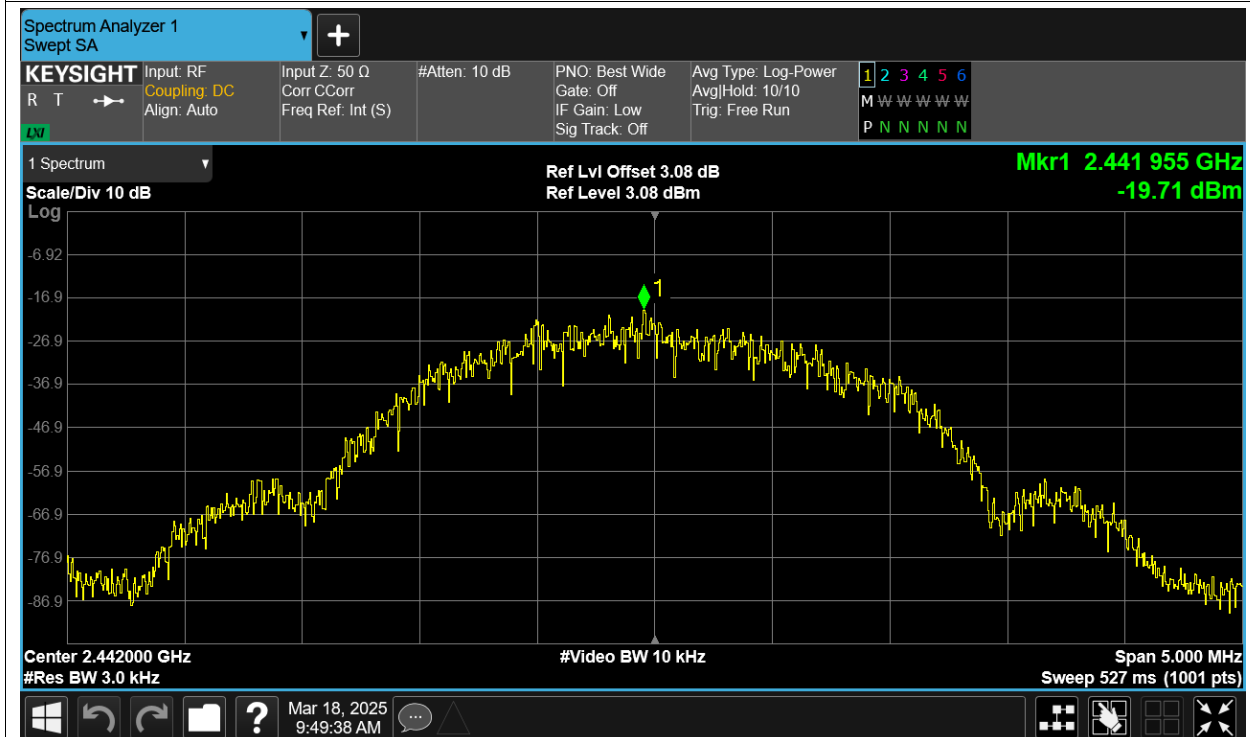 Spectrum Analyzer 1
Swept SA
+
KEYSIGHT
R T
LXI
Input: RF
Coupling: DC
Align: Auto
Input Z: 50 Ω
Corr CCorr
Freq Ref: Int (S)
#Atten: 10 dB
PNO: Best Wide
Gate: Off
IF Gain: Low
Sig Track: Off
Avg Type: Log-Power
Avg|Hold: 10/10
Trig: Free Run
1 2 3 4 5 6
M W W W W W W
P N N N N N N
1 Spectrum
Scale/Div 10 dB
Ref Lvl Offset 3.08 dB
Ref Level 3.08 dBm
Mkr1 2.441 955 GHz
-19.71 dBm
Log
-6.92
-16.9
-26.9
-36.9
-46.9
-56.9
-66.9
-76.9
-86.9
1
Center 2.442000 GHz
#Res BW 3.0 kHz
#Video BW 10 kHz
Span 5.000 MHz
Sweep 527 ms (1001 pts)
?
Mar 18, 2025
9:49:38 AM